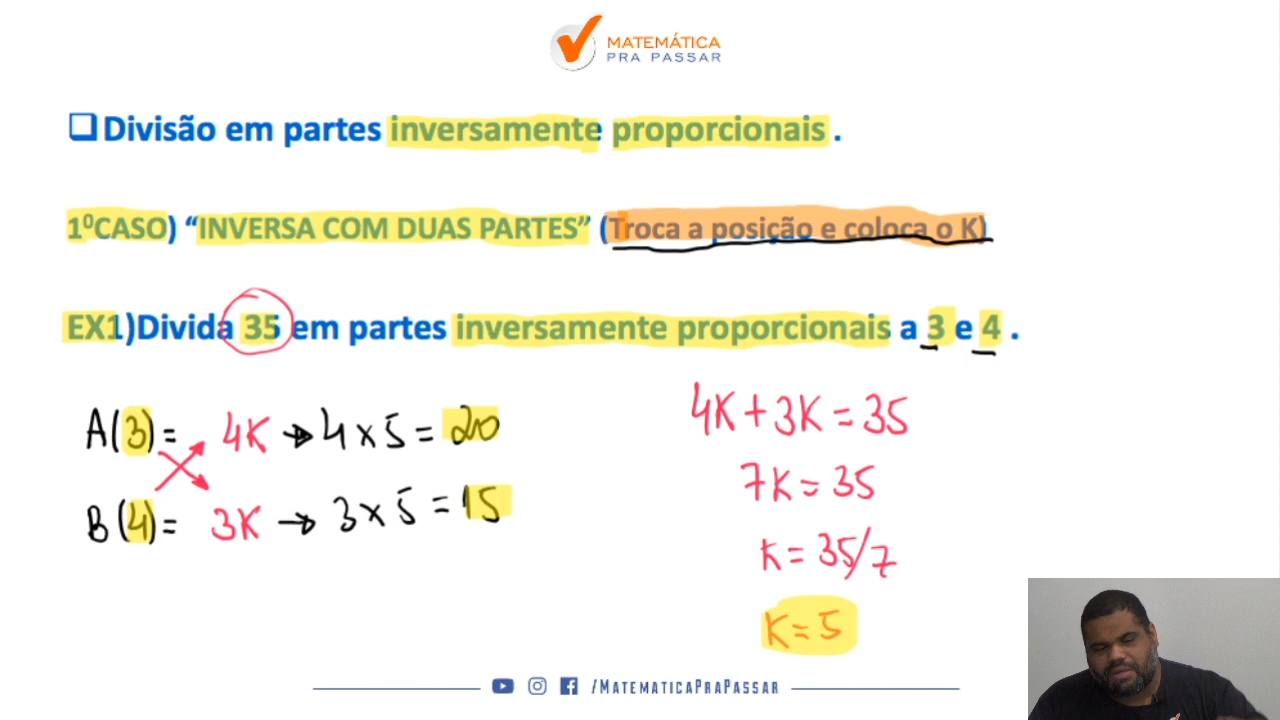 MATEMÁTICA
PRA PASSAR
Divisão em partes inversamente proporcionais .
1ºCASO) “INVERSA COM DUAS PARTES” (Troca a posição e coloca o K)
EX1)Divida 35 em partes inversamente proporcionais a 3 e 4 .
A(3)= 4K → 4 x 5 = 20
B(4)= 3K → 3 x 5 = 15
4K+3K=35
7K=35
K=35/7
K=5
/MatematicaPraPassar